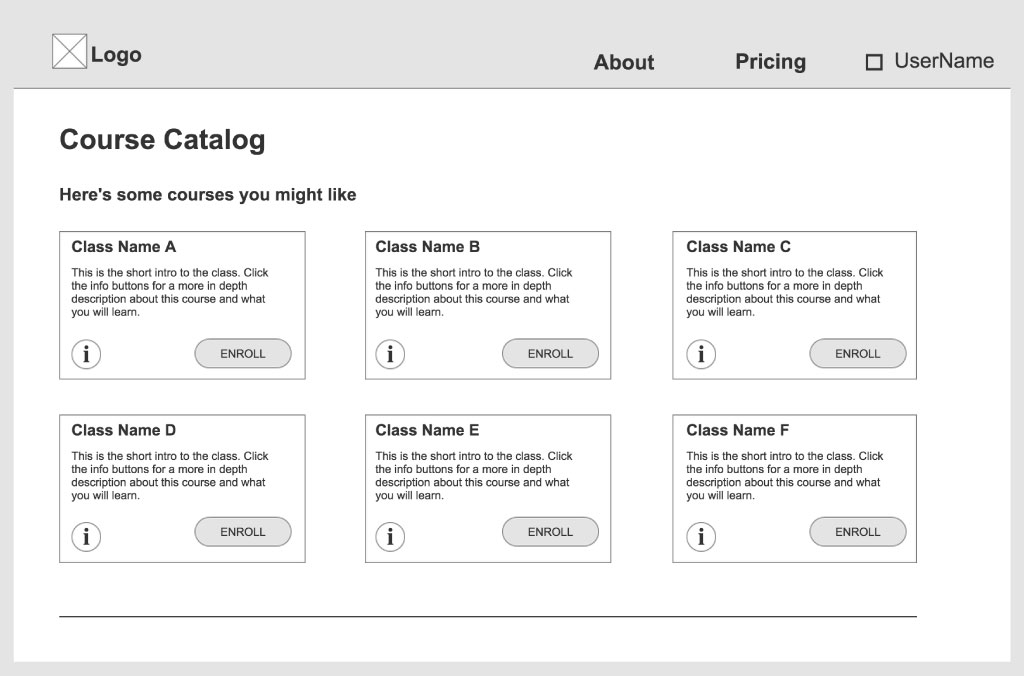 Logo
About
Pricing
UserName
Course Catalog
Here's some courses you might like
Class Name A
This is the short intro to the class. Click
the info buttons for a more in depth
description about this course and what
you will learn.
i
ENROLL
Class Name B
This is the short intro to the class. Click
the info buttons for a more in depth
description about this course and what
you will learn.
i
ENROLL
Class Name C
This is the short intro to the class. Click
the info buttons for a more in depth
description about this course and what
you will learn.
i
ENROLL
Class Name D
This is the short intro to the class. Click
the info buttons for a more in depth
description about this course and what
you will learn.
i
ENROLL
Class Name E
This is the short intro to the class. Click
the info buttons for a more in depth
description about this course and what
you will learn.
i
ENROLL
Class Name F
This is the short intro to the class. Click
the info buttons for a more in depth
description about this course and what
you will learn.
i
ENROLL